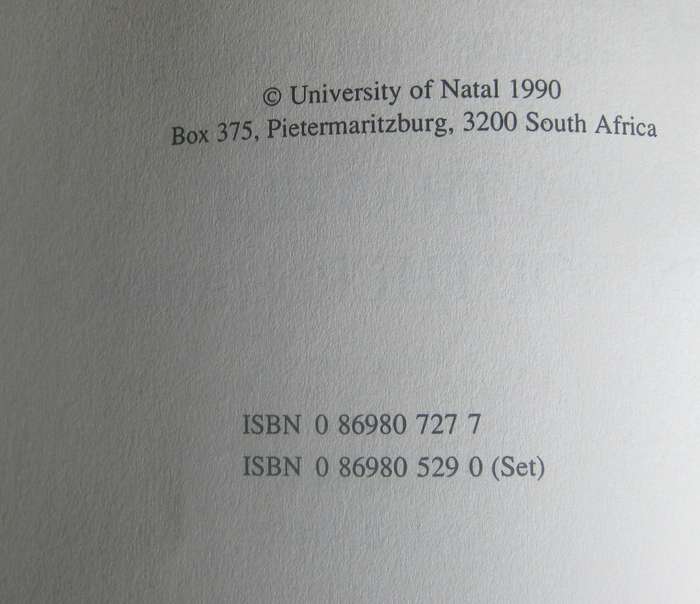 © University of Natal 1990
Box 375, Pietermaritzburg, 3200 South Africa
ISBN 0 86980 727 7
ISBN 0 86980 529 0 (Set)